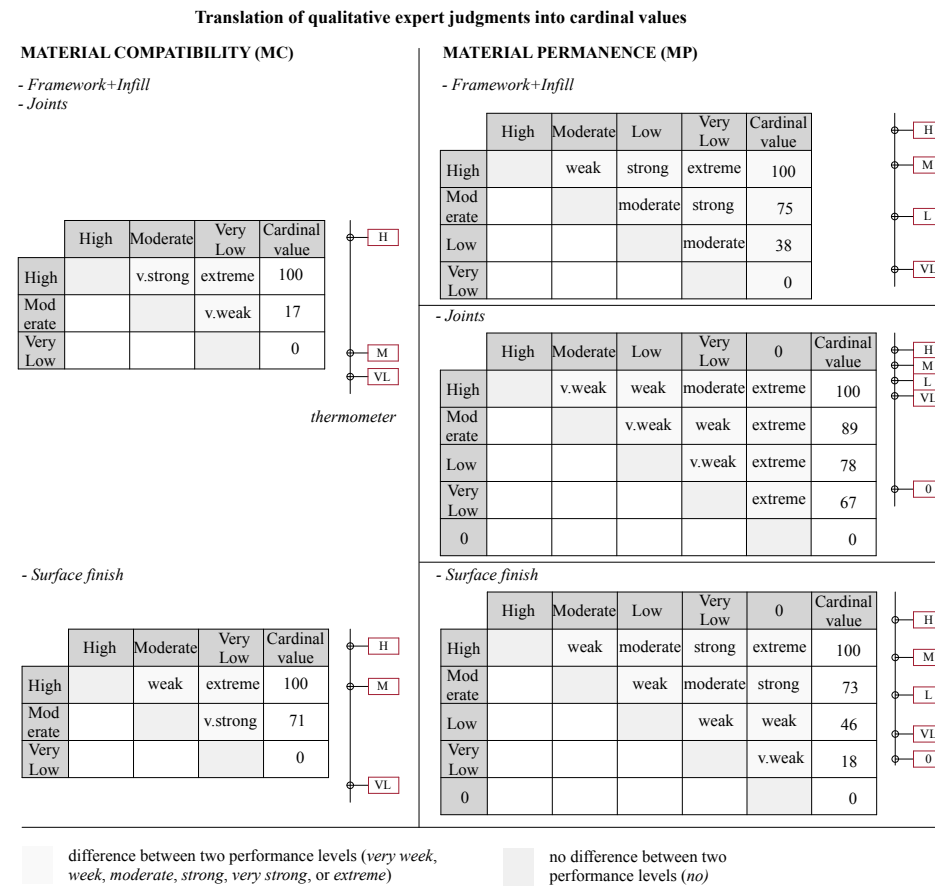 Translation of qualitative expert judgments into cardinal values
MATERIAL COMPATIBILITY (MC)
- Framework+Infill
- Joints
High Moderate Very Low Cardinal value
High v.strong extreme 100
Mod erate v.weak 17
Very Low 0
H
M
VL
thermometer
- Surface finish
High Moderate Very Low Cardinal value
High weak extreme 100
Mod erate v.strong 71
Very Low 0
H
M
VL
MATERIAL PERMANENCE (MP)
- Framework+Infill
High Moderate Low Very Low Cardinal value
High weak strong extreme 100
Mod erate moderate strong 75
Low moderate 38
Very Low 0
H
M
L
VL
- Joints
High Moderate Low Very Low 0 Cardinal value
High v.weak weak moderate extreme 100
Mod erate v.weak weak extreme 89
Low v.weak extreme 78
Very Low extreme 67
0 0
H
M
L
VL
0
- Surface finish
High Moderate Low Very Low 0 Cardinal value
High weak moderate strong extreme 100
Mod erate weak moderate strong 73
Low weak weak 46
Very Low v.weak 18
0 0
H
M
L
VL
0
difference between two performance levels (very week,
week, moderate, strong, very strong, or extreme)
no difference between two
performance levels (no)